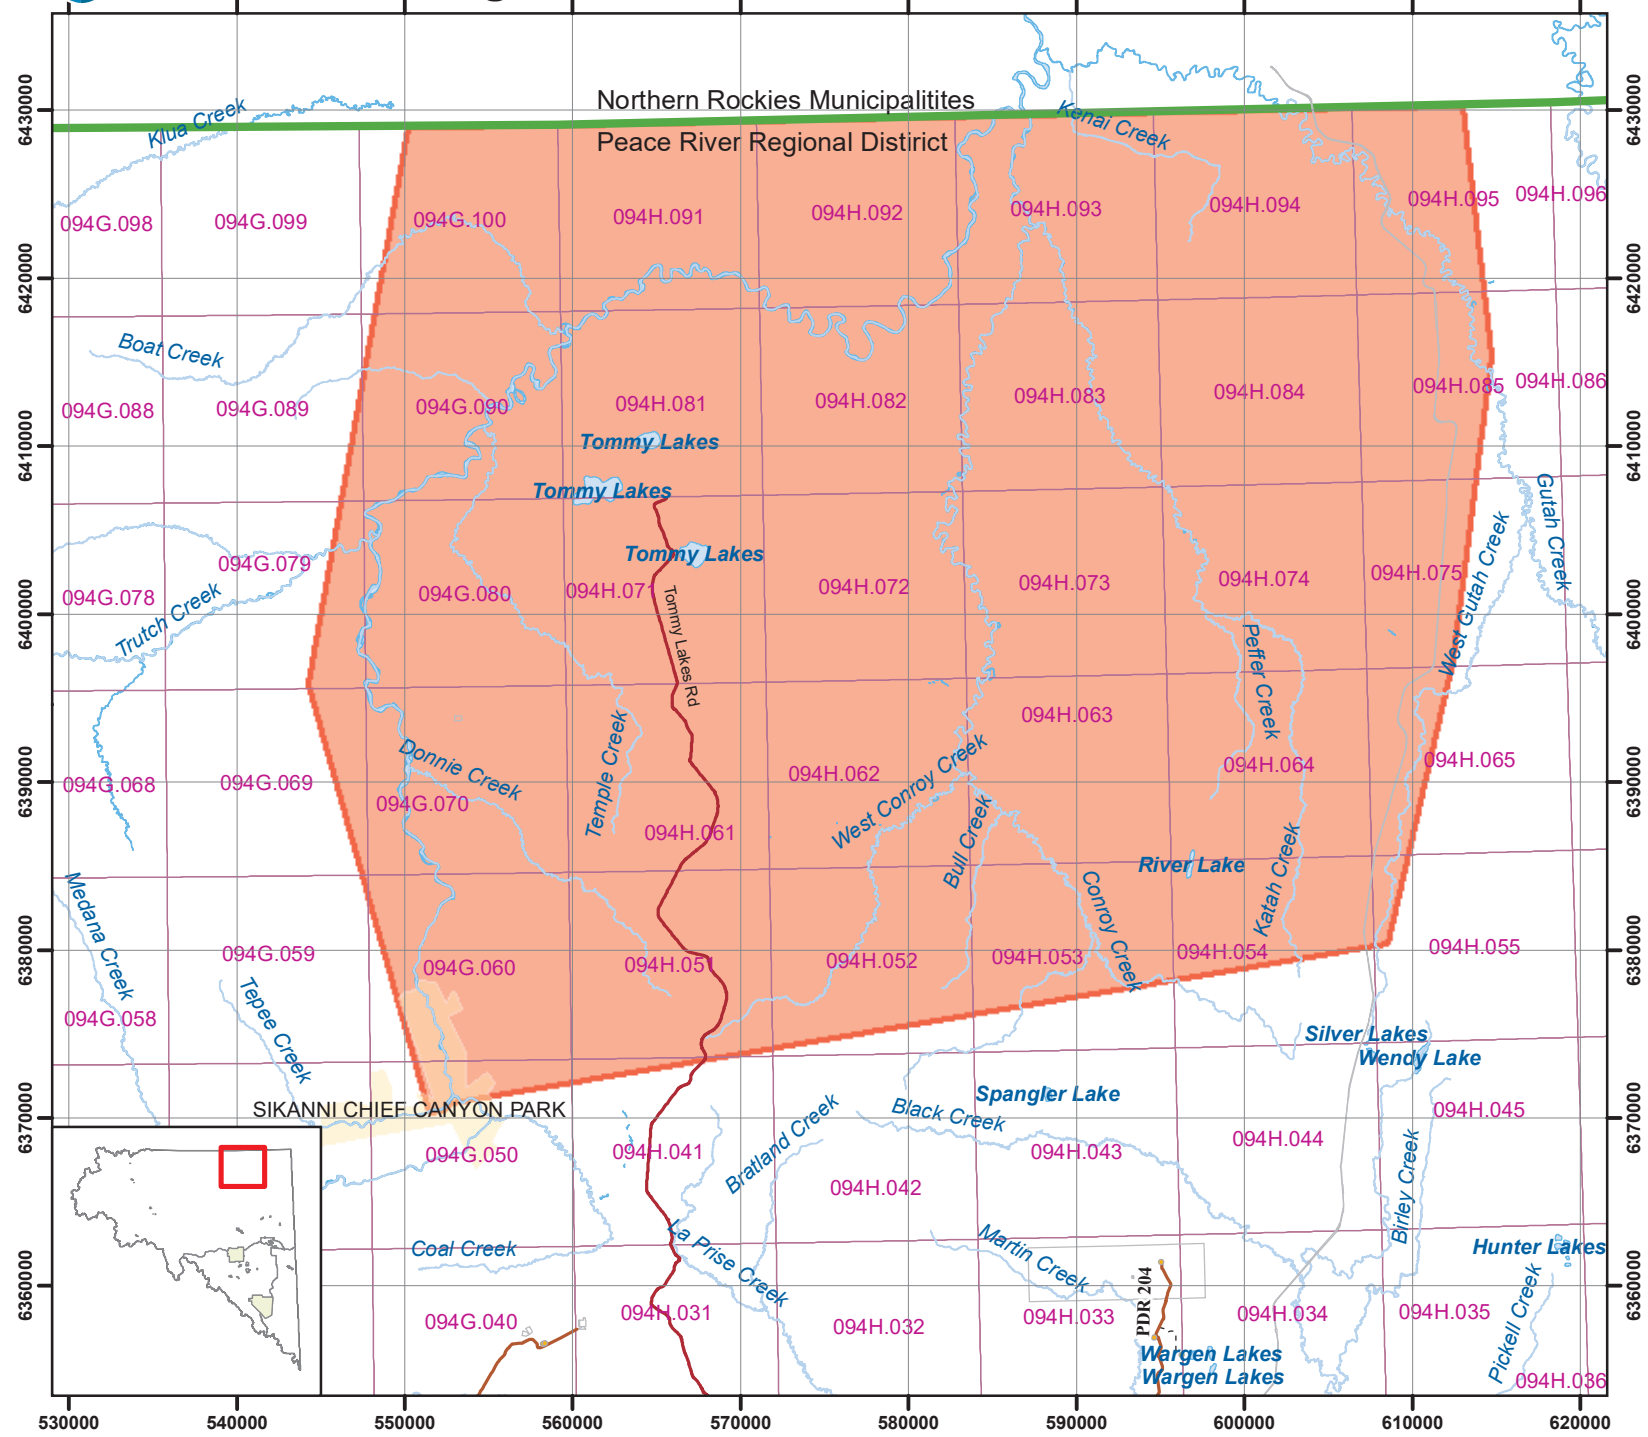 Northern Rockies Municipalitites
Peace River Regional Distirict
Klua Creek
Kenai Creek
094G.098
094G.099
094G.100
094H.091
094H.092
094H.093
094H.094
094H.095
094H.096
Boat Creek
094G.088
094G.089
094G.090
094H.081
094H.082
094H.083
094H.084
094H.085
094H.086
Tommy Lakes
Tommy Lakes
Tommy Lakes
Gutah Creek
West Gutah Creek
094G.078
094G.079
094G.080
094H.071
094H.072
094H.073
094H.074
094H.075
Trutch Creek
Tommy Lakes Rd
Peffer Creek
094G.068
094G.069
094G.070
094H.061
094H.062
094H.063
094H.064
094H.065
Donnie Creek
Temple Creek
West Conroy Creek
Bull Creek
River Lake
Katah Creek
Conroy Creek
Medana Creek
094G.058
094G.059
094G.060
094H.051
094H.052
094H.053
094H.054
094H.055
Tepee Creek
Silver Lakes
Wendy Lake
SIKANNI CHIEF CANYON PARK
Spangler Lake
Black Creek
Bratland Creek
094G.050
094H.041
094H.042
094H.043
094H.044
094H.045
Birley Creek
Coal Creek
La Prise Creek
Martin Creek
Hunter Lakes
Pickell Creek
094G.040
094H.031
094H.032
094H.033
094H.034
094H.035
094H.036
PDR 204
Wargen Lakes
Wargen Lakes
6430000
6420000
6410000
6400000
6390000
6380000
6370000
6360000
6430000
6420000
6410000
6400000
6390000
6380000
6370000
6360000
530000
540000
550000
560000
570000
580000
590000
600000
610000
620000